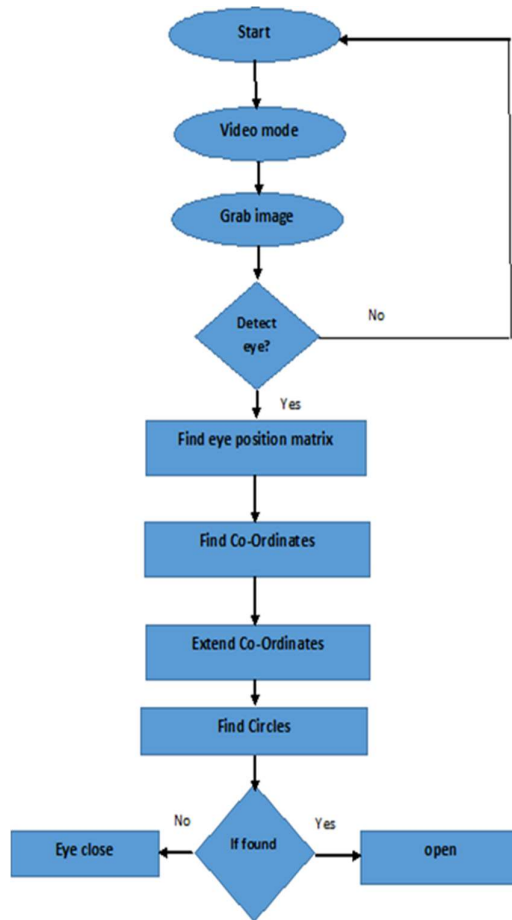 Start
Video mode
Grab image
Detect
eye?
No
Yes
Find eye position matrix
Find Co-Ordinates
Extend Co-Ordinates
Find Circles
If found
No
Yes
Eye close
open